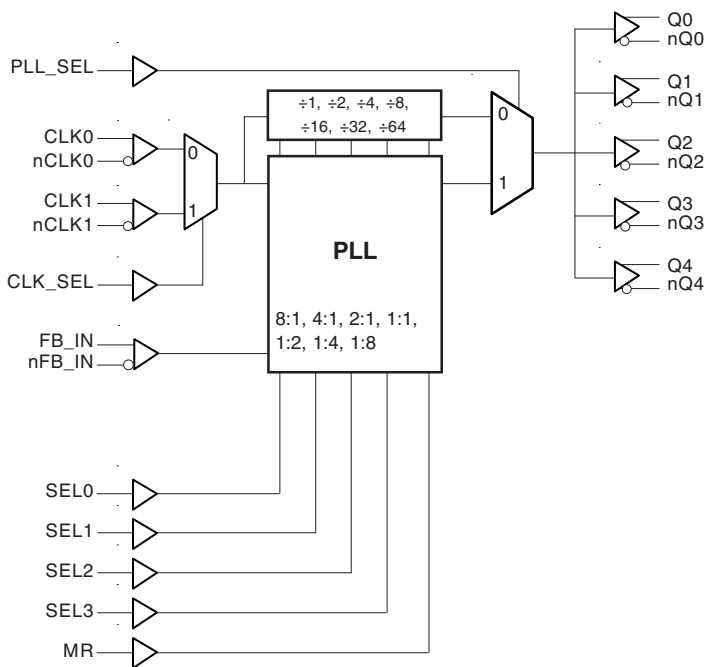 PLL_SEL
CLK0
nCLK0
CLK1
nCLK1
CLK_SEL
FB_IN
nFB_IN
SEL0
SEL1
SEL2
SEL3
MR
0
1
÷1, ÷2, ÷4, ÷8,
÷16, ÷32, ÷64
PLL
8:1, 4:1, 2:1, 1:1,
1:2, 1:4, 1:8
0
1
Q0
nQ0
Q1
nQ1
Q2
nQ2
Q3
nQ3
Q4
nQ4